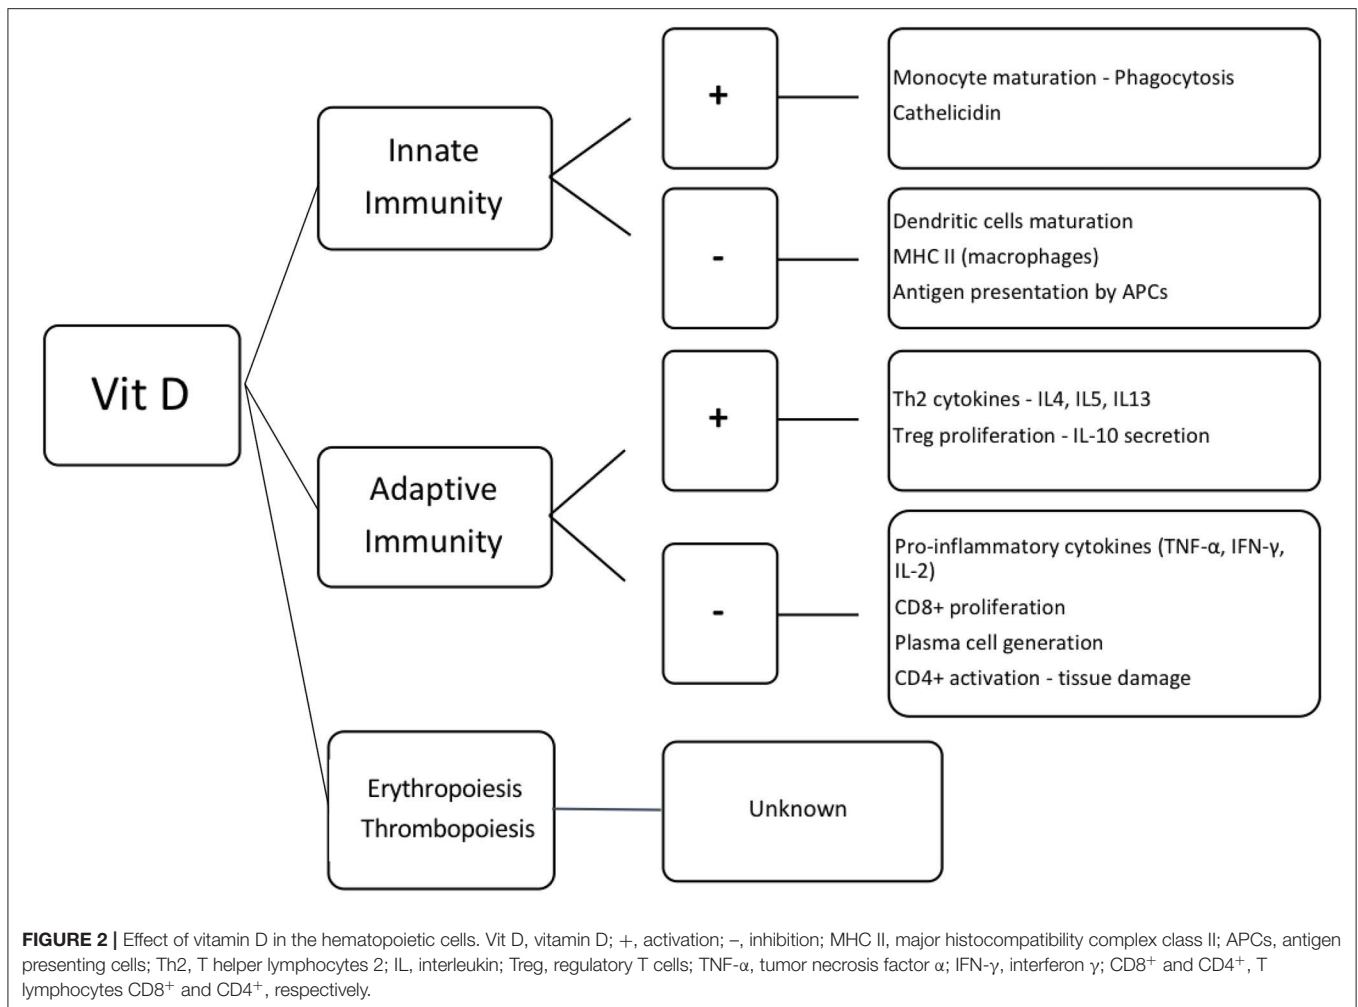 Vit D
Innate
Immunity
+
Monocyte maturation - Phagocytosis
Cathelicidin
-
Dendritic cells maturation
MHC II (macrophages)
Antigen presentation by APCs
Adaptive
Immunity
+
Th2 cytokines - IL4, IL5, IL13
Treg proliferation - IL-10 secretion
-
Pro-inflammatory cytokines (TNF-α, IFN-γ,
IL-2)
CD8+ proliferation
Plasma cell generation
CD4+ activation - tissue damage
Erythropoiesis
Thrombopoiesis
Unknown
FIGURE 2 | Effect of vitamin D in the hematopoietic cells. Vit D, vitamin D; +, activation; –, inhibition; MHC II, major histocompatibility complex class II; APCs, antigen
presenting cells; Th2, T helper lymphocytes 2; IL, interleukin; Treg, regulatory T cells; TNF-α, tumor necrosis factor α; IFN-γ, interferon γ; CD8⁺ and CD4⁺, T
lymphocytes CD8⁺ and CD4⁺, respectively.